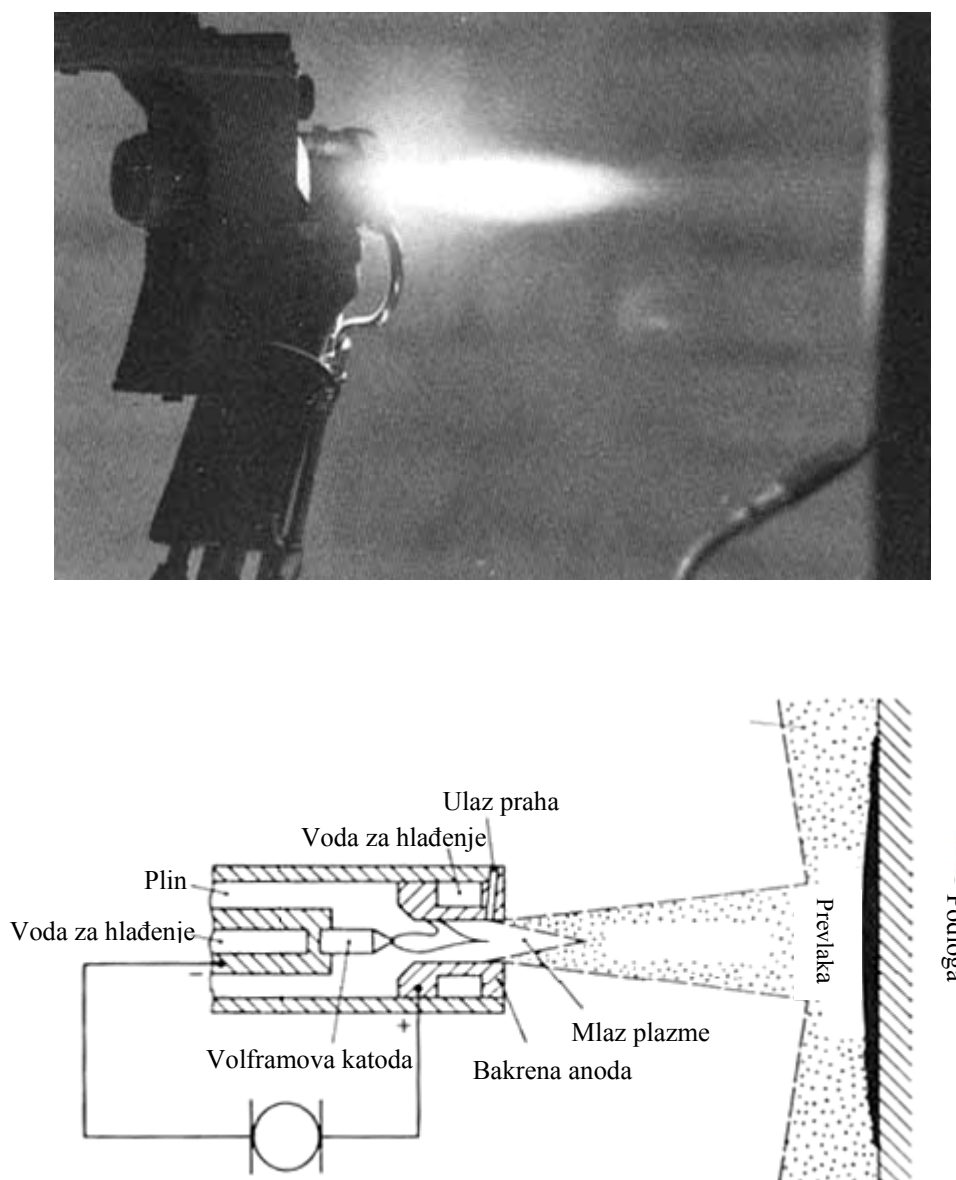 Ulaz praha
Voda za hlađenje
Plin
Voda za hlađenje
-
+
Volframova katoda
Bakrena anoda
Mlaz plazme
Prevlaka
Podloga